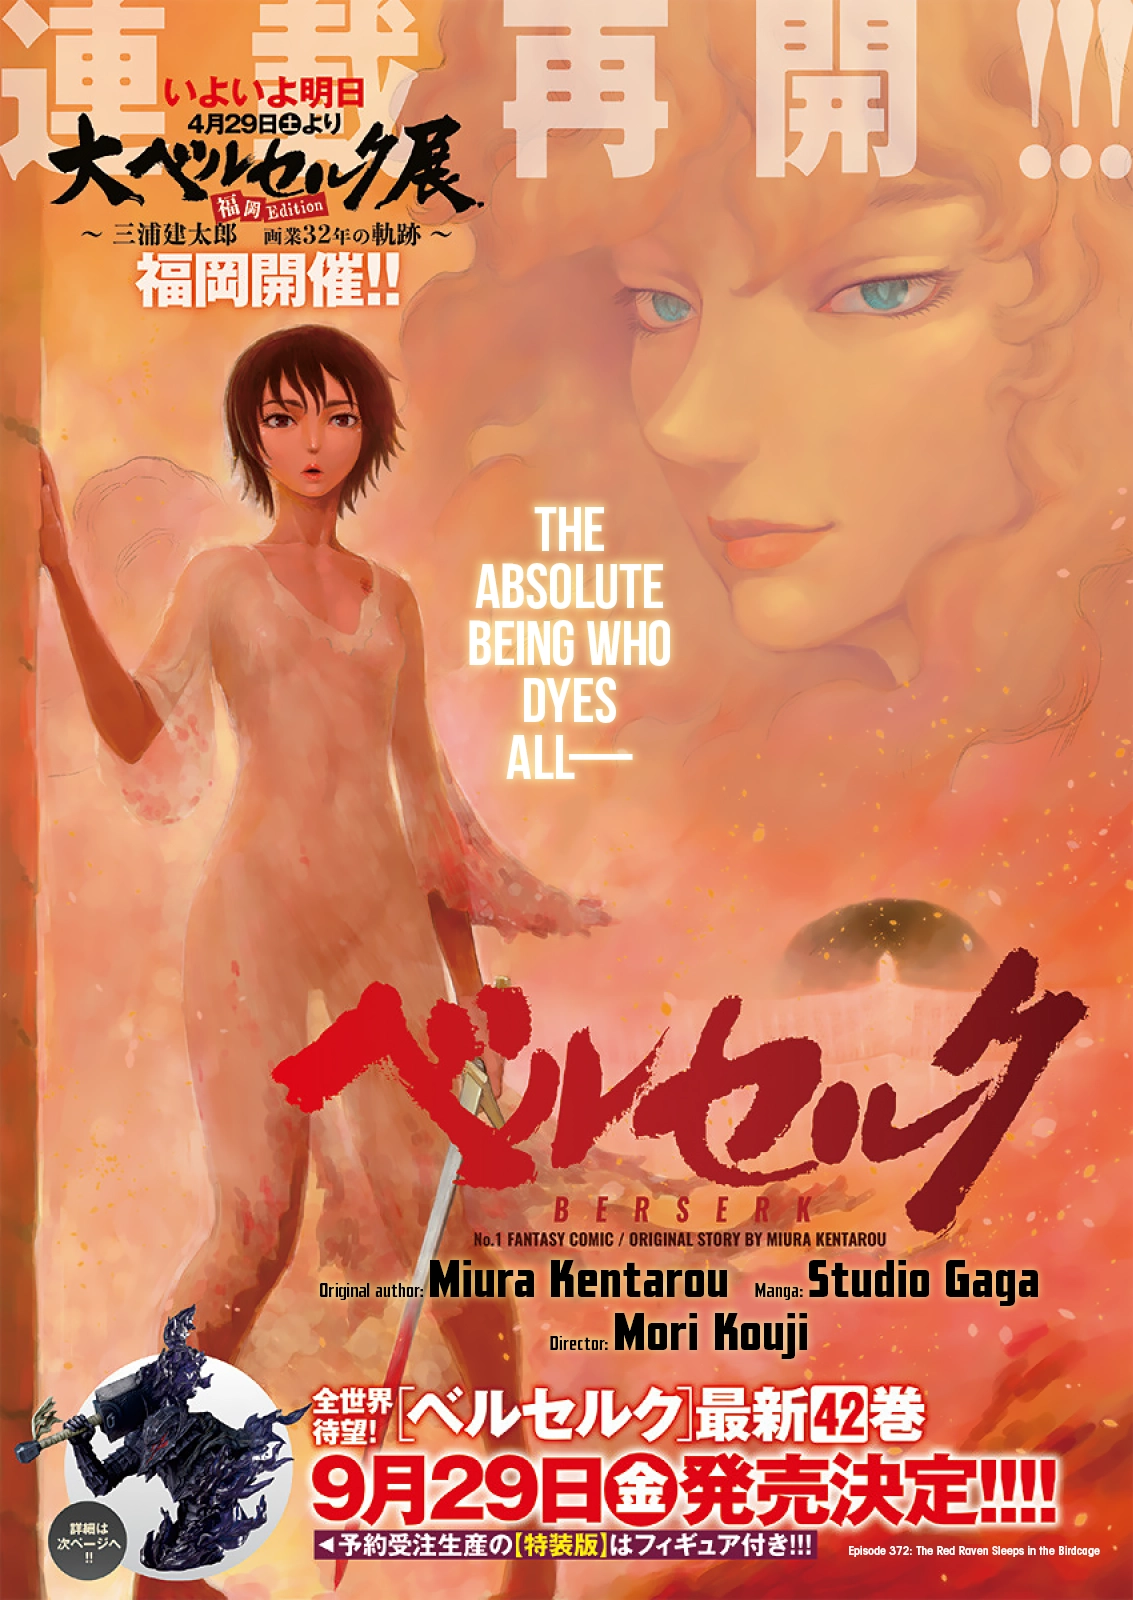 連載再開!!!
いよいよ明日
4月29日㊏より
大ベルセルク展
福岡Edition
～三浦建太郎 画業32年の軌跡～
福岡開催!!
THE
ABSOLUTE
BEING WHO
DYES
ALL──
ベルセルク
BERSERK
No.1 FANTASY COMIC / ORIGINAL STORY BY MIURA KENTAROU
Original author: Miura Kentarou Manga: Studio Gaga
Director: Mori Kouji
全世界
待望!
[ベルセルク]最新42巻
9月29日㊎発売決定!!!!
◀予約受注生産の【特装版】はフィギュア付き!!!
詳細は
次ページへ
!!
Episode 372: The Red Raven Sleeps in the Birdcage